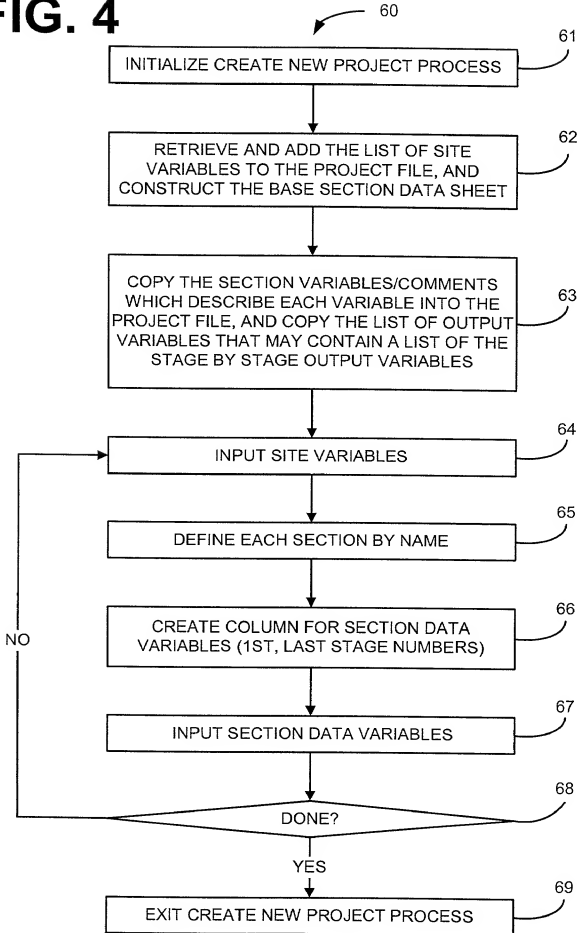 FIG. 4
60
61
INITIALIZE CREATE NEW PROJECT PROCESS
62
RETRIEVE AND ADD THE LIST OF SITE
VARIABLES TO THE PROJECT FILE, AND
CONSTRUCT THE BASE SECTION DATA SHEET
63
COPY THE SECTION VARIABLES/COMMENTS
WHICH DESCRIBE EACH VARIABLE INTO THE
PROJECT FILE, AND COPY THE LIST OF OUTPUT
VARIABLES THAT MAY CONTAIN A LIST OF THE
STAGE BY STAGE OUTPUT VARIABLES
64
INPUT SITE VARIABLES
65
DEFINE EACH SECTION BY NAME
66
CREATE COLUMN FOR SECTION DATA
VARIABLES (1ST, LAST STAGE NUMBERS)
NO
67
INPUT SECTION DATA VARIABLES
68
DONE?
YES
69
EXIT CREATE NEW PROJECT PROCESS